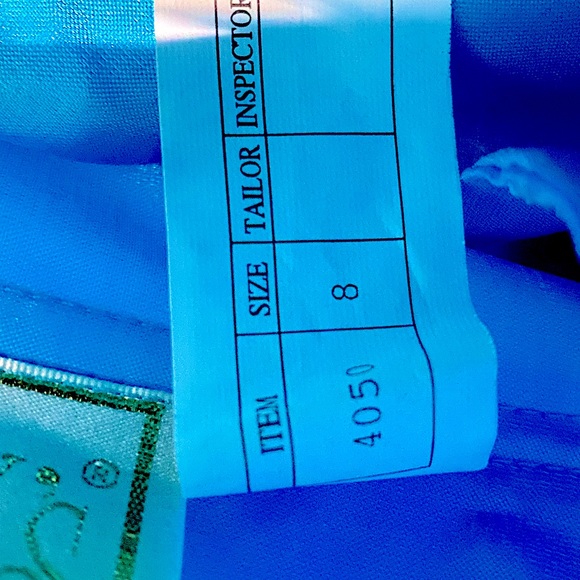 ITEM SIZE TAILOR INSPECTOR
4050 8
®